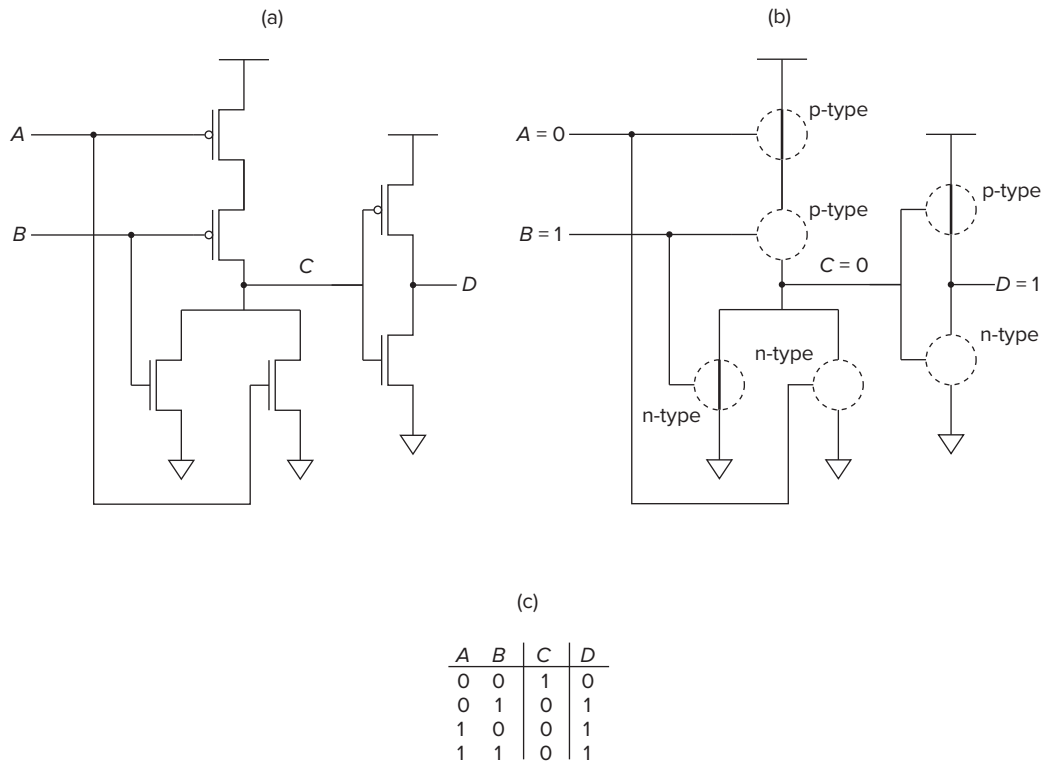 (a)
(b)
A
B
C
D
A = 0
B = 1
p-type
p-type
p-type
C = 0
D = 1
n-type
n-type
n-type
(c)
A B C D
0 0 1 0
0 1 0 1
1 0 0 1
1 1 0 1